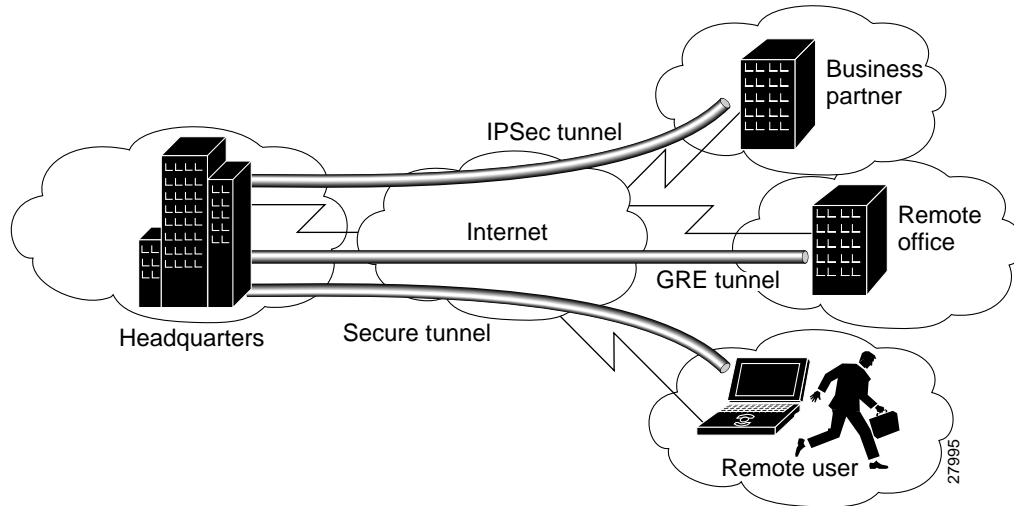 Business
partner
IPSec tunnel
Internet
Remote
office
GRE tunnel
Headquarters
Secure tunnel
Remote user
27995